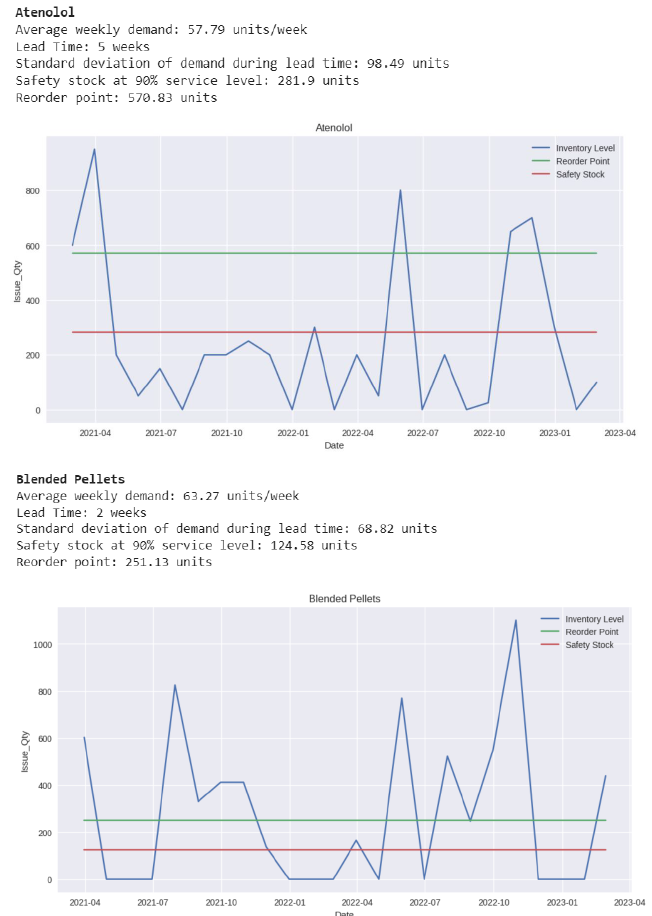 Atenolol
Average weekly demand: 57.79 units/week
Lead Time: 5 weeks
Standard deviation of demand during lead time: 98.49 units
Safety stock at 90% service level: 281.9 units
Reorder point: 570.83 units
Atenolol
Inventory Level
Reorder Point
Safety Stock
800
600
400
200
0
Issue_Qty
2021-04 2021-07 2021-10 2022-01 2022-04 2022-07 2022-10 2023-01 2023-04
Date
Blended Pellets
Average weekly demand: 63.27 units/week
Lead Time: 2 weeks
Standard deviation of demand during lead time: 68.82 units
Safety stock at 90% service level: 124.58 units
Reorder point: 251.13 units
Blended Pellets
Inventory Level
Reorder Point
Safety Stock
1000
800
600
400
200
0
Issue_Qty
2021-04 2021-07 2021-10 2022-01 2022-04 2022-07 2022-10 2023-01 2023-04
Date